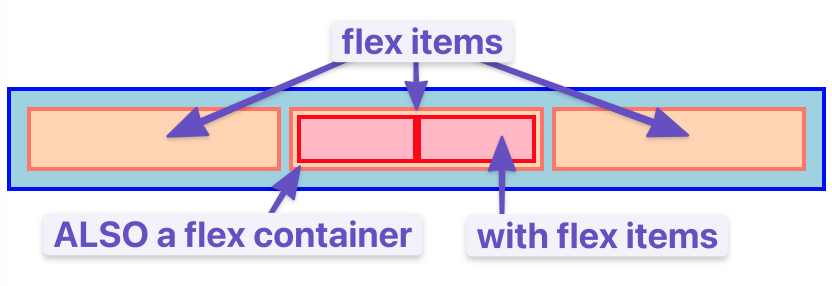 flex items
ALSO a flex container
with flex items